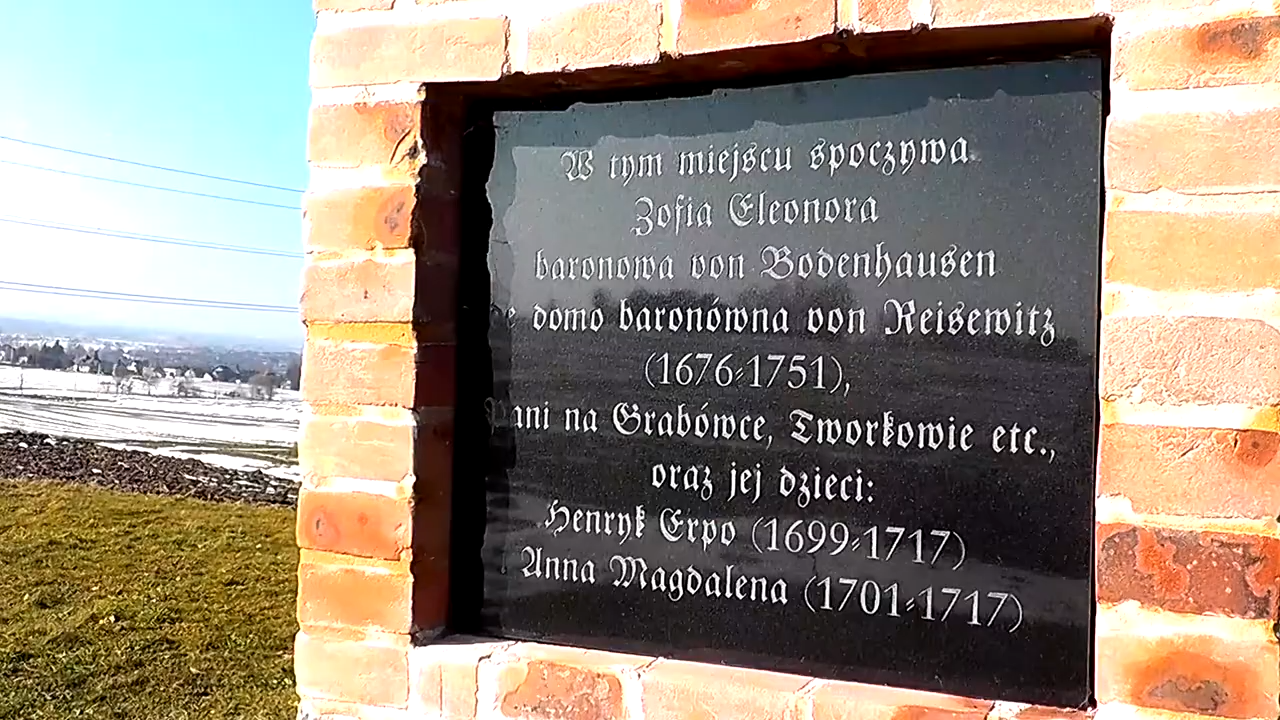 W tym miejscu spoczywa
Zofia Eleonora
baronowa von Bodenhausen
domo baronówna von Reisewitz
(1676-1751),
Pani na Grabówce, Tworkowie etc.,
oraz jej dzieci:
Henryk Erpo (1699-1717)
Anna Magdalena (1701-1717)